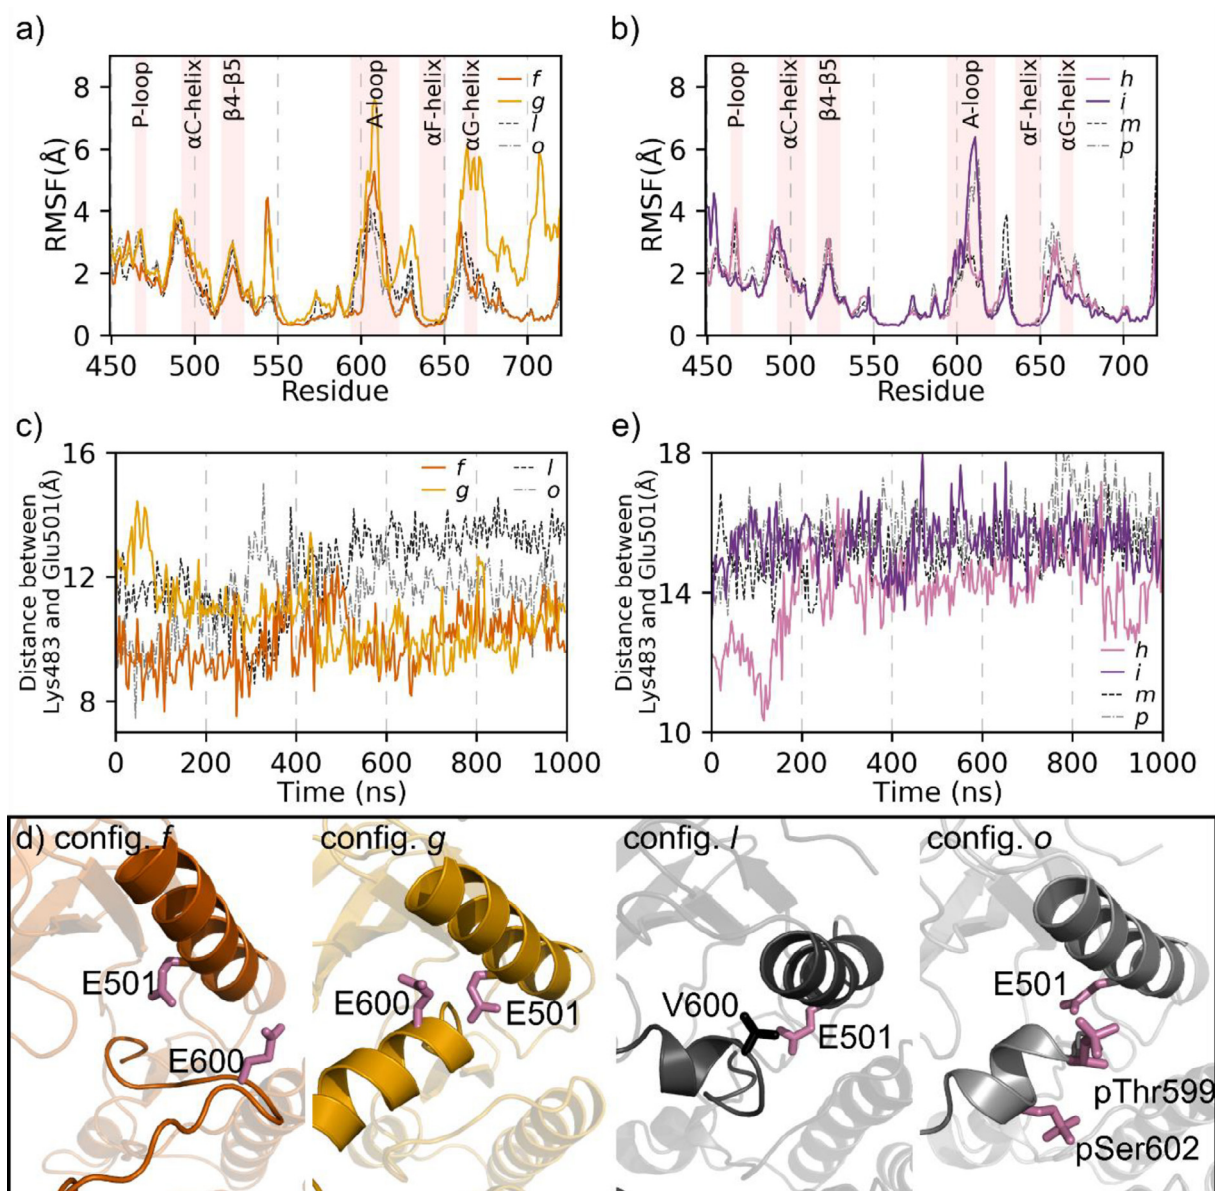 a)
8
6
4
2
0
RMSF(Å)
P-loop
αC-helix
β4-β5
A-loop
αF-helix
αG-helix
f
g
l
o
450 500 550 600 650 700
Residue
b)
8
6
4
2
0
RMSF(Å)
P-loop
αC-helix
β4-β5
A-loop
αF-helix
αG-helix
h
i
m
p
450 500 550 600 650 700
Residue
c)
16
12
8
Distance between
Lys483 and Glu501(Å)
f l
g o
0 200 400 600 800 1000
Time (ns)
e)
18
14
10
Distance between
Lys483 and Glu501(Å)
h
i
m
p
0 200 400 600 800 1000
Time (ns)
d) config. f
E501
E600
config. g
E600
E501
config. l
V600
E501
config. o
E501
pThr599
pSer602